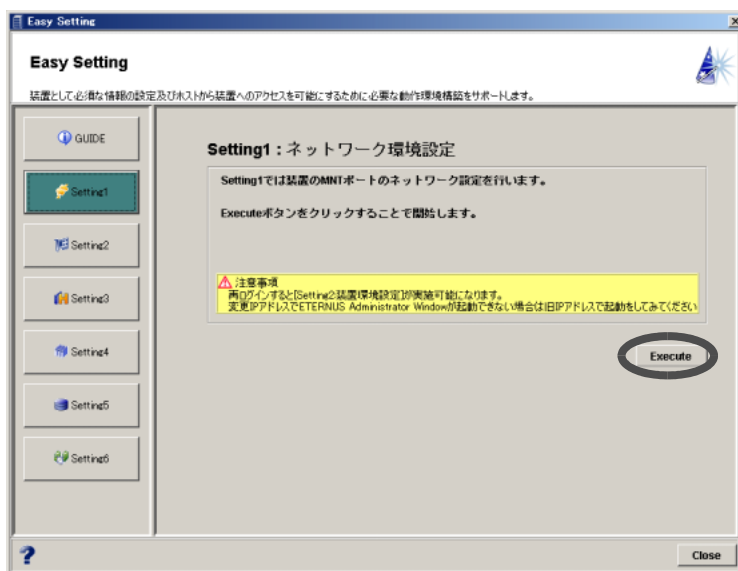 Easy Setting
Easy Setting
装置として必須な情報の設定及びホストから装置へのアクセスを可能にするために必要な動作環境構築をサポートします。
GUIDE
Setting1
Setting2
Setting3
Setting4
Setting5
Setting6
Setting1：ネットワーク環境設定
Setting1では装置のMNTポートのネットワーク設定を行います。
Executeボタンをクリックすることで開始します。
注意事項
再ログインすると[Setting2:装置環境設定]が実施可能になります。
変更IPアドレスでETERNUS Administrator Windowが起動できない場合は旧IPアドレスで起動をしてみてください
Execute
?
Close